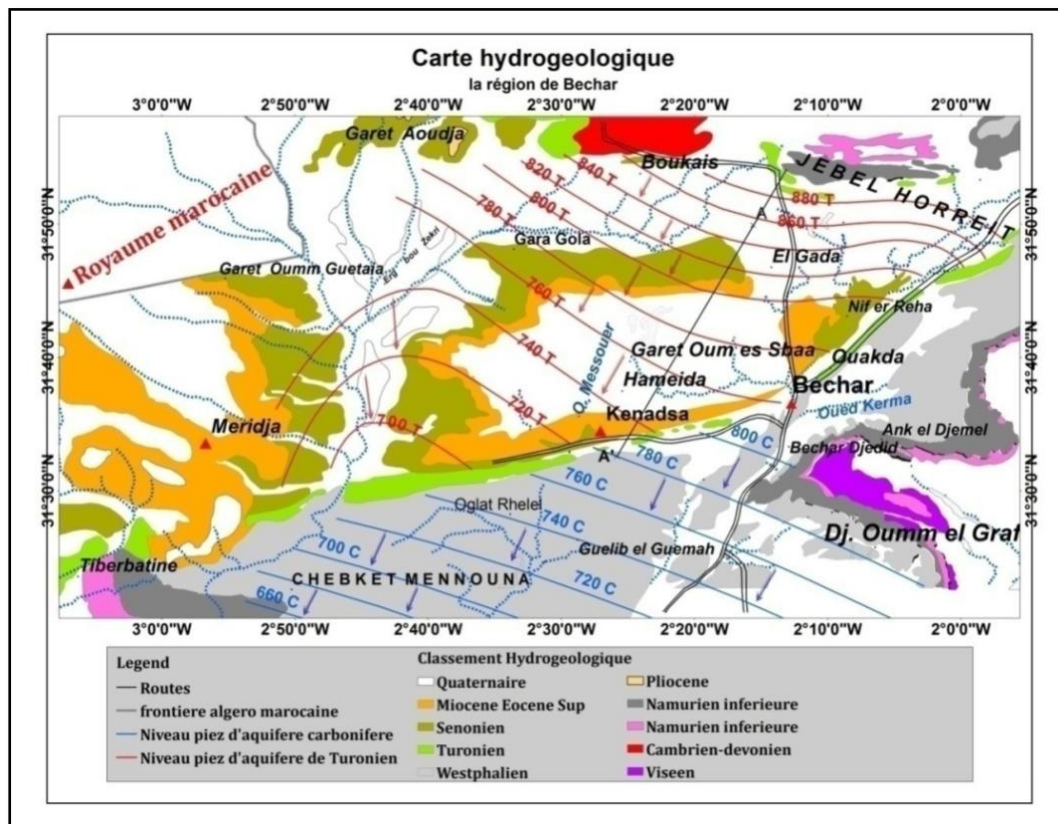 Carte hydrogeologique
la région de Bechar
3°0'0"W 2°50'0"W 2°40'0"W 2°30'0"W 2°20'0"W 2°10'0"W 2°0'0"W
Garet Aoudja
Boukais
JEBEL HORREIT
840 T
820 T
800 T
780 T
880 T
860 T
A
Royaume marocaine
31°50'0"N
31°50'0"N
Gara Gola
El Gada
Erg bou Zekri
Garet Oumm Guetaia
760 T
Nif er Reha
740 T
O. Messouer
Garet Oum es Sbaa
Ouakda
31°40'0"N
31°40'0"N
Hameida
Bechar
720 T
Kenadsa
Oued Kerma
Meridja
700 T
Ank el Djemel
800 C
Bechar Djedid
A'
780 C
760 C
31°30'0"N
31°30'0"N
Oglat Rhelel
740 C
Dj. Oumm el Graf
Guelib el Guemah
700 C
Tiberbatine
CHEBKET MENNOUNA
720 C
660 C
3°0'0"W 2°50'0"W 2°40'0"W 2°30'0"W 2°20'0"W 2°10'0"W 2°0'0"W
Legend
Routes
frontière algero marocaine
Niveau piez d'aquifere carbonifere
Niveau piez d'aquifere de Turonien
Classement Hydrogeologique
Quaternaire
Miocene Eocene Sup
Senonien
Turonien
Westphalien
Pliocene
Namurien inferieure
Namurien inferieure
Cambrien-devonien
Viseen